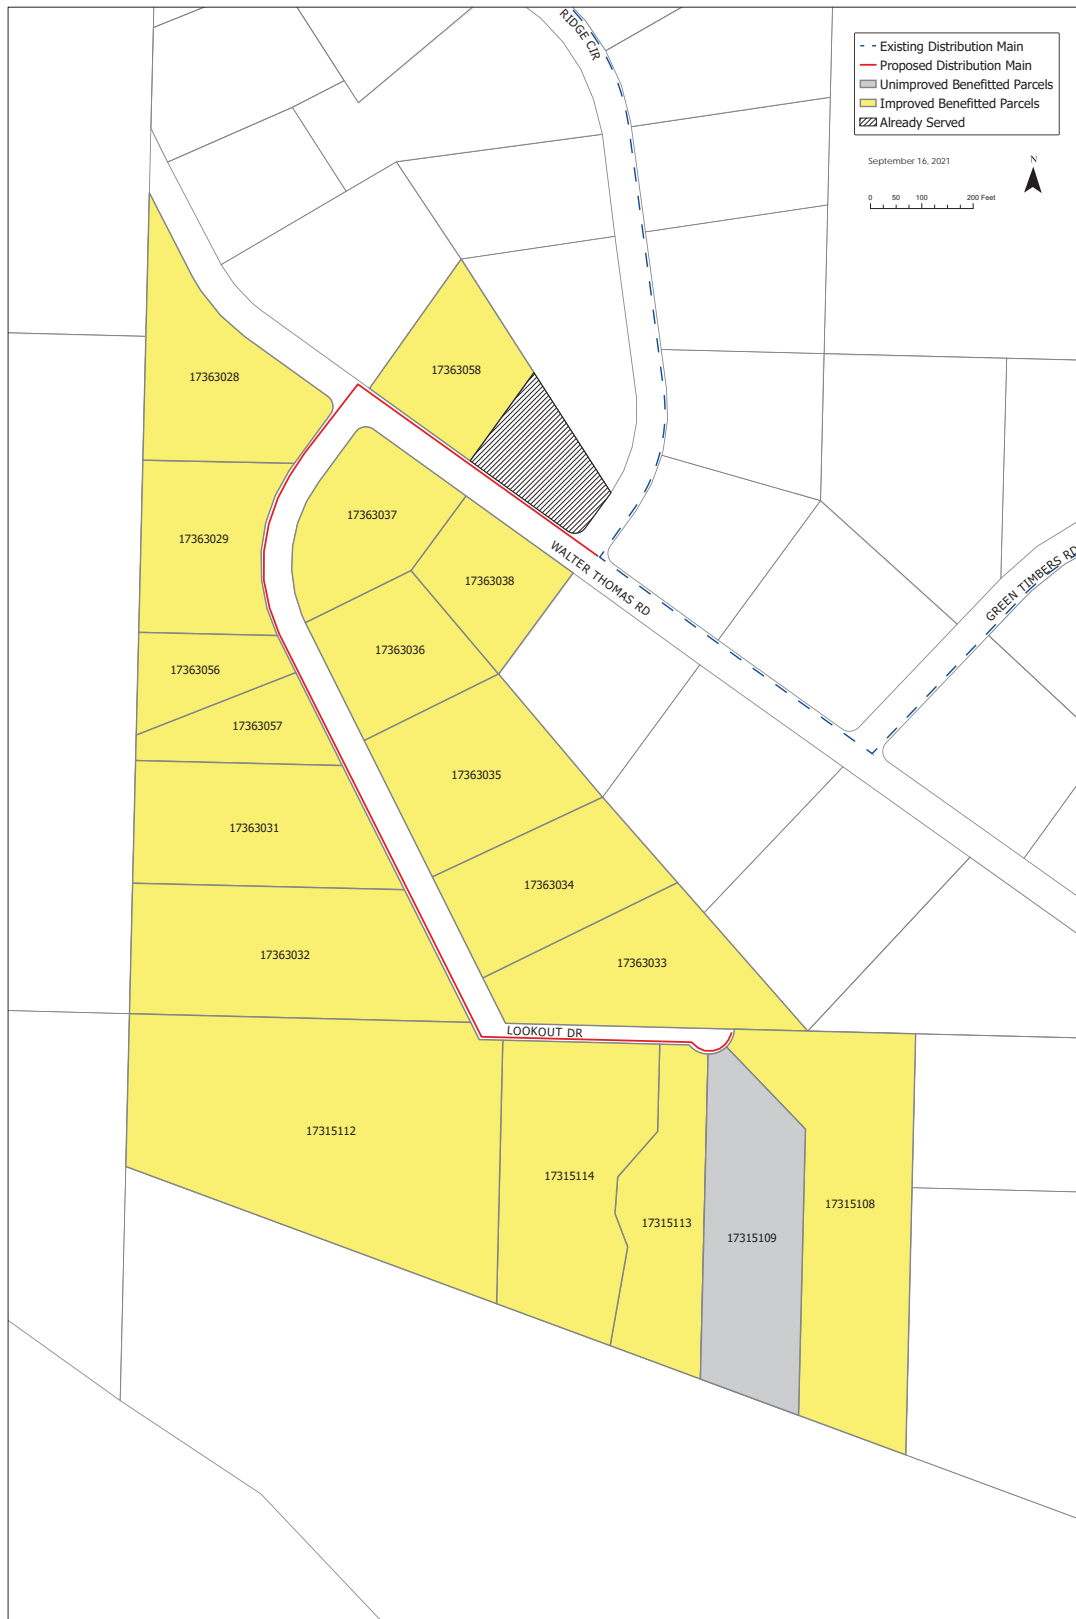 RIDGE CIR
Existing Distribution Main
Proposed Distribution Main
Unimproved Benefitted Parcels
Improved Benefitted Parcels
Already Served
September 16, 2021
N
0 50 100 200 Feet
17363028
17363058
17363037
17363029
WALTER THOMAS RD
17363038
GREEN TIMBERS RD
17363036
17363056
17363057
17363035
17363031
17363034
17363032
17363033
LOOKOUT DR
17315112
17315114
17315108
17315113
17315109